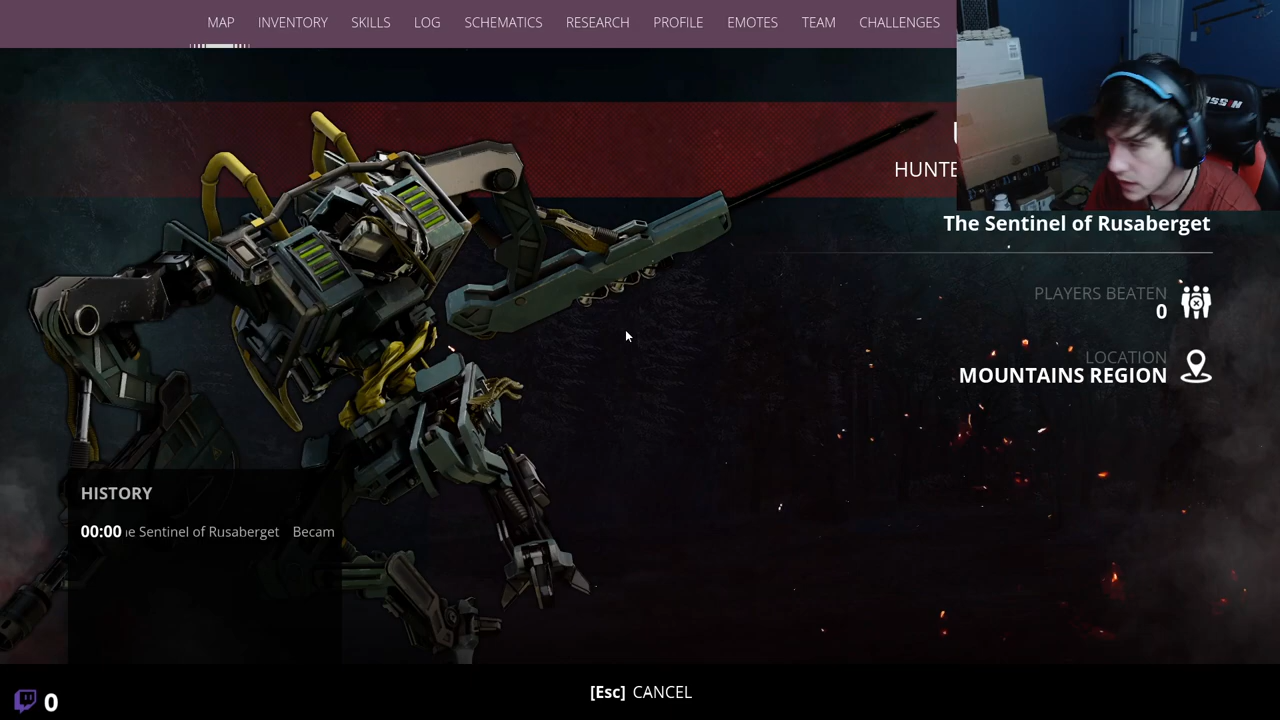 MAP INVENTORY SKILLS LOG SCHEMATICS RESEARCH PROFILE EMOTES TEAM CHALLENGES
HUNTE
The Sentinel of Rusaberget
PLAYERS BEATEN
0
LOCATION
MOUNTAINS REGION
HISTORY
00:00 e Sentinel of Rusaberget Becam
0
[Esc] CANCEL